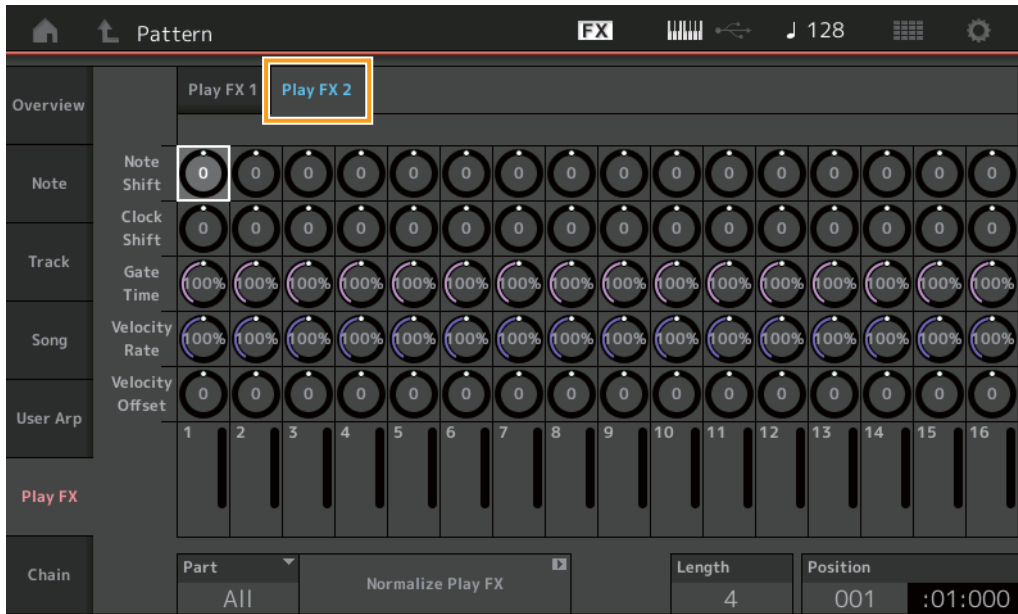 Pattern FX ♩ 128
Play FX 1 Play FX 2
Overview
Note
Track
Song
User Arp
Play FX
Chain
Note Shift 0 0 0 0 0 0 0 0 0 0 0 0 0 0 0 0
Clock Shift 0 0 0 0 0 0 0 0 0 0 0 0 0 0 0 0
Gate Time 100% 100% 100% 100% 100% 100% 100% 100% 100% 100% 100% 100% 100% 100% 100% 100%
Velocity Rate 100% 100% 100% 100% 100% 100% 100% 100% 100% 100% 100% 100% 100% 100% 100% 100%
Velocity Offset 0 0 0 0 0 0 0 0 0 0 0 0 0 0 0 0
1 2 3 4 5 6 7 8 9 10 11 12 13 14 15 16
Part Length Position
All Normalize Play FX 4 001 :01:000